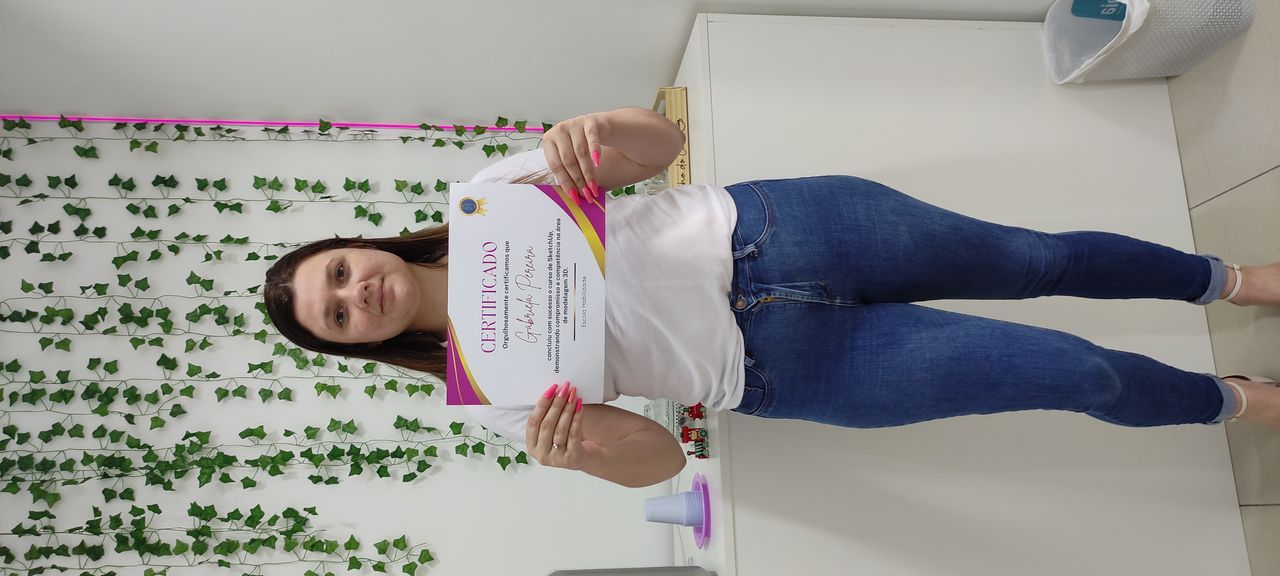 CERTIFICADO
Orgulhosamente certificamos que
Gabriela Pereira
concluiu com sucesso o curso de SketchUp,
demonstrando compromisso e competência na área
de modelagem 3D.
Escola Habilidade